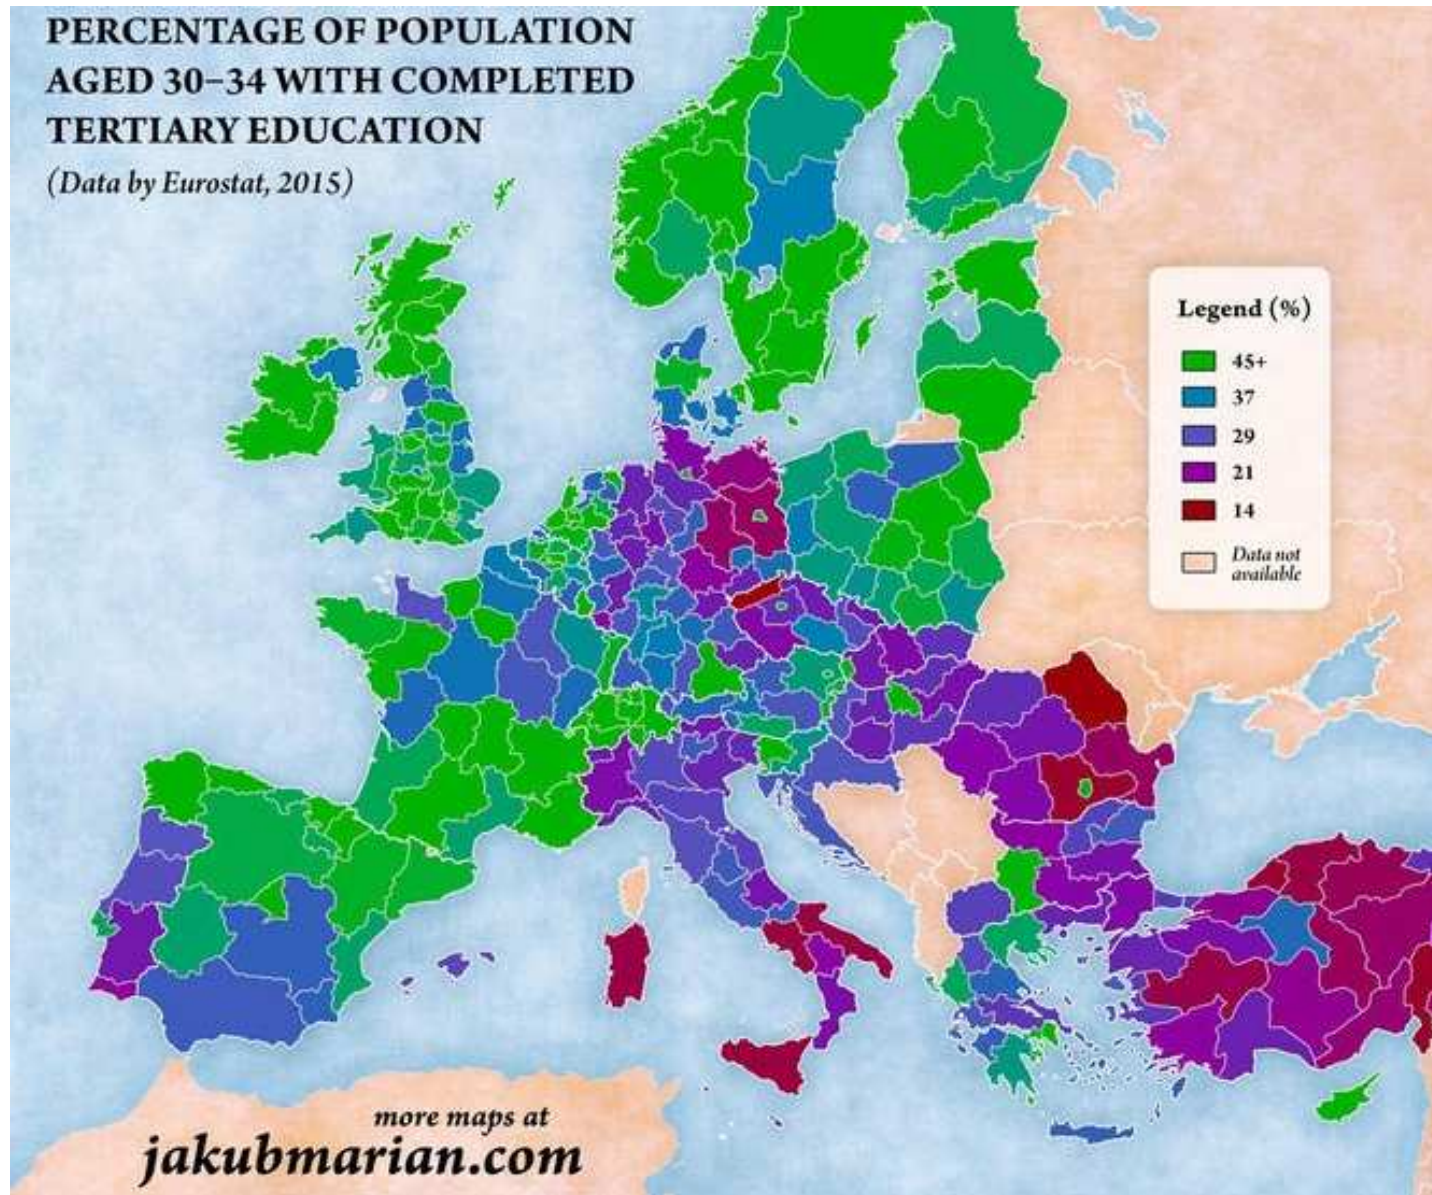 PERCENTAGE OF POPULATION
AGED 30–34 WITH COMPLETED
TERTIARY EDUCATION
(Data by Eurostat, 2015)
Legend (%)
45+
37
29
21
14
Data not
available
more maps at
jakubmarian.com